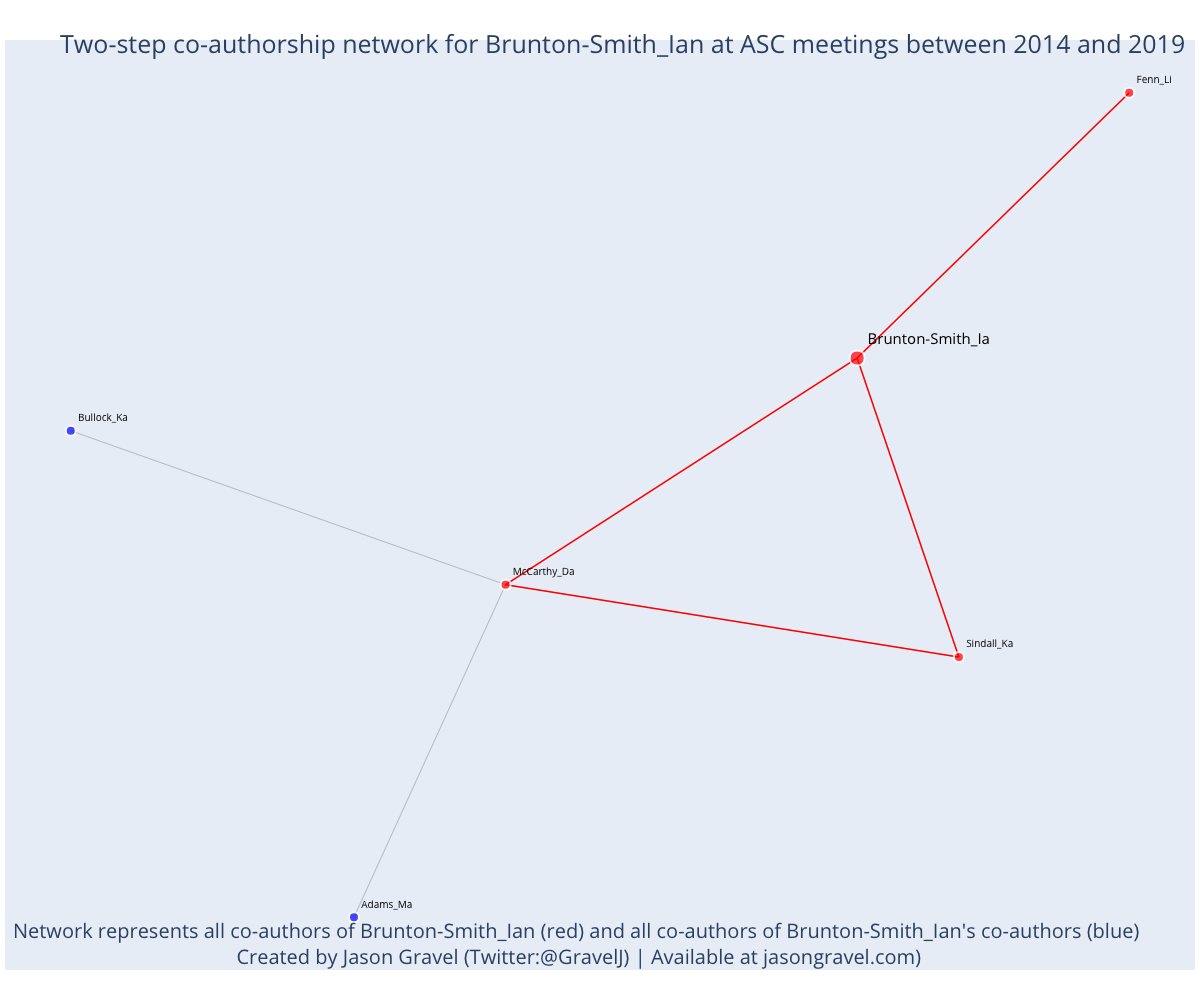 Two-step co-authorship network for Brunton-Smith_Ian at ASC meetings between 2014 and 2019
Fenn_Li
Brunton-Smith_Ia
Bullock_Ka
McCarthy_Da
Sindall_Ka
Adams_Ma
Network represents all co-authors of Brunton-Smith_Ian (red) and all co-authors of Brunton-Smith_Ian's co-authors (blue)
Created by Jason Gravel (Twitter:@GravelJ) | Available at jasongravel.com)